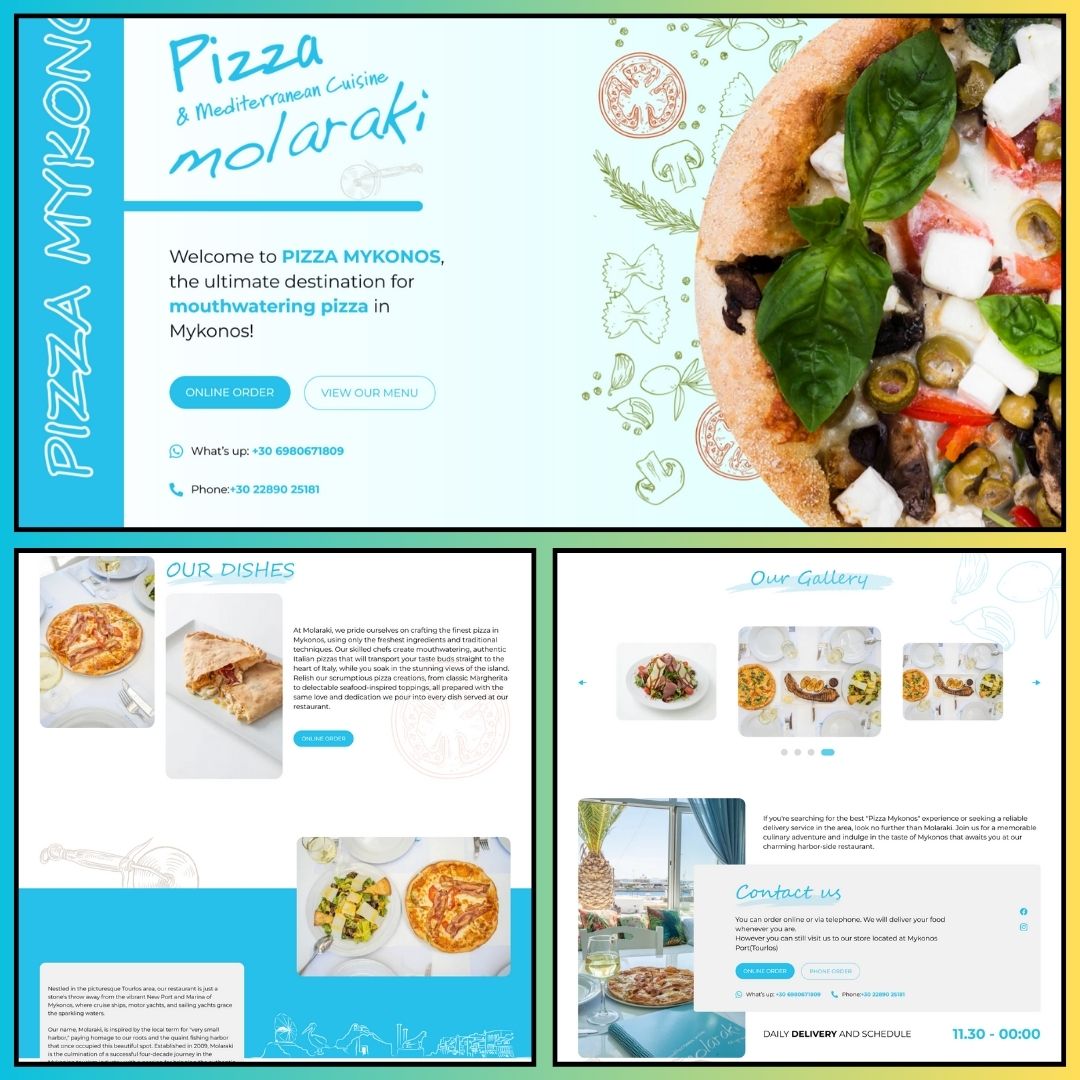 PIZZA MYKONO
Pizza
& Mediterranean Cuisine
molaraki
Welcome to PIZZA MYKONOS,
the ultimate destination for
mouthwatering pizza in
Mykonos!
ONLINE ORDER
VIEW OUR MENU
What's up: +30 6980671809
Phone:+30 22890 25181
OUR DISHES
At Molaraki, we pride ourselves on crafting the finest pizza in
Mykonos, using only the freshest ingredients and traditional
techniques. Our skilled chefs create mouthwatering, authentic
Italian pizzas that will transport your taste buds straight to the
heart of Italy, while you soak in the stunning views of the island.
Relish our scrumptious pizza creations, from classic Margherita
to delectable seafood-inspired toppings, all prepared with the
same love and dedication we pour into every dish served at our
restaurant.
ONLINE ORDER
Nestled in the picturesque Tourlos area, our restaurant is just a
stone's throw away from the vibrant New Port and Marina of
Mykonos, where cruise ships, motor yachts, and sailing yachts grace
the sparkling waters.
Our name, Molaraki, is inspired by the local term for "very small
harbor," paying homage to our roots and the quaint fishing harbor
that once occupied this beautiful spot. Established in 2009, Molaraki
is the culmination of a successful four-decade journey in the
Our Gallery
If you're searching for the best "Pizza Mykonos" experience or seeking a reliable
delivery service in the area, look no further than Molaraki. Join us for a memorable
culinary adventure and indulge in the taste of Mykonos that awaits you at our
charming harbor-side restaurant.
Contact us
You can order online or via telephone. We will deliver your food
whenever you are.
However you can still visit us to our store located at Mykonos
Port(Tourlos)
ONLINE ORDER
PHONE ORDER
What's up: +30 6980671809
Phone:+30 22890 25181
molaraki
DAILY DELIVERY AND SCHEDULE
11.30 - 00:00